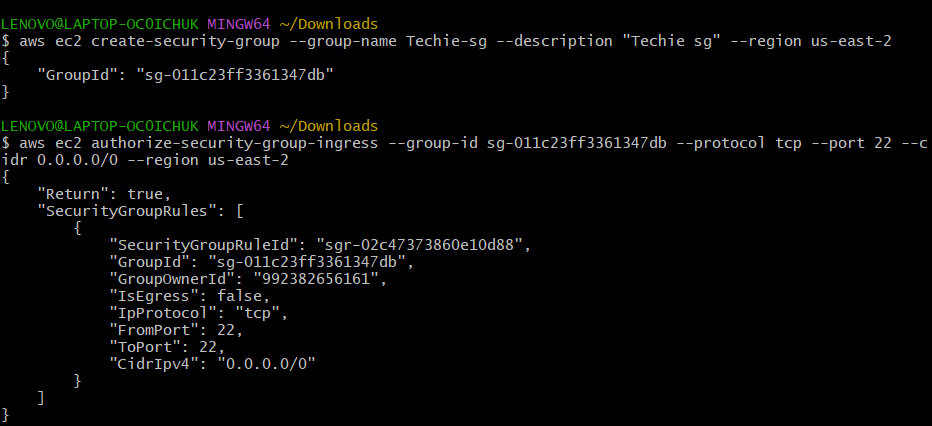 LENOVO@LAPTOP-OC0ICHUK MINGW64 ~/Downloads
$ aws ec2 create-security-group --group-name Techie-sg --description "Techie sg" --region us-east-2
{
    "GroupId": "sg-011c23ff3361347db"
}
LENOVO@LAPTOP-OC0ICHUK MINGW64 ~/Downloads
$ aws ec2 authorize-security-group-ingress --group-id sg-011c23ff3361347db --protocol tcp --port 22 --c
idr 0.0.0.0/0 --region us-east-2
{
    "Return": true,
    "SecurityGroupRules": [
        {
            "SecurityGroupRuleId": "sgr-02c47373860e10d88",
            "GroupId": "sg-011c23ff3361347db",
            "GroupOwnerId": "992382656161",
            "IsEgress": false,
            "IpProtocol": "tcp",
            "FromPort": 22,
            "ToPort": 22,
            "CidrIpv4": "0.0.0.0/0"
        }
    ]
}